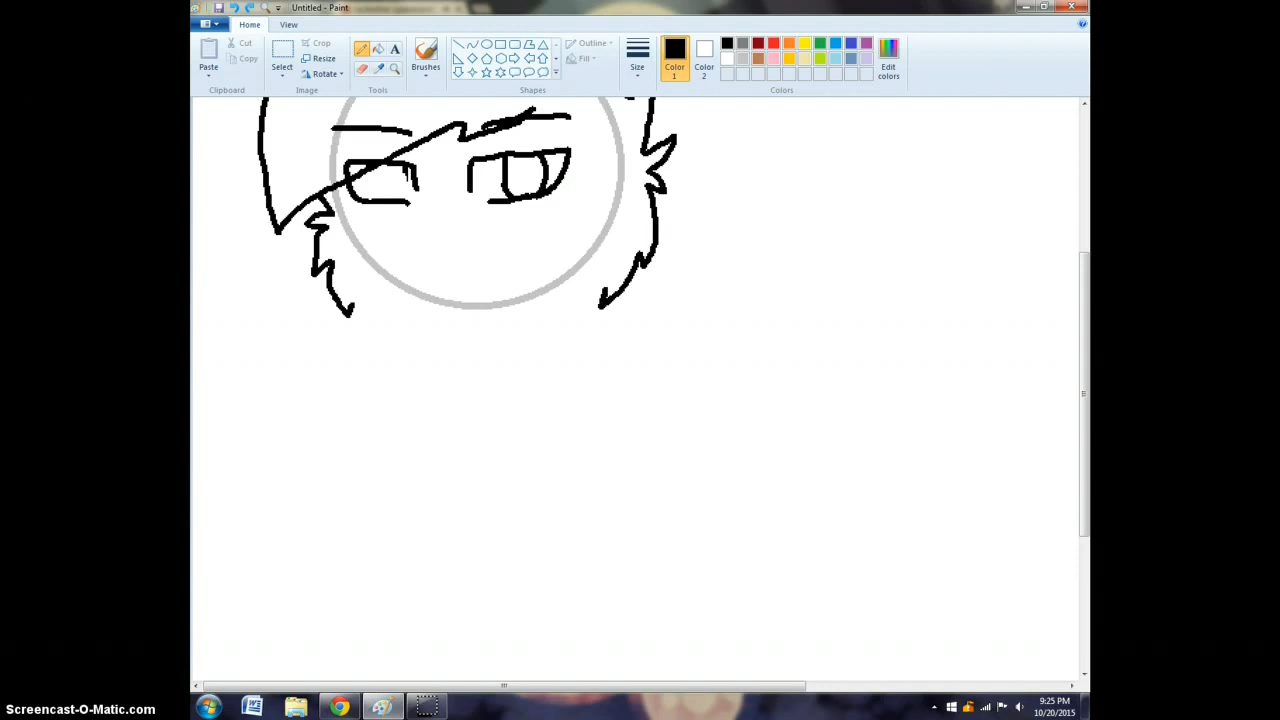 Untitled - Paint
Home View
Paste
Cut
Copy
Clipboard
Select
Crop
Resize
Rotate
Image
A
Tools
Brushes
Outline
Fill
Shapes
Size
Color 1
Color 2
Edit colors
Colors
Screencast-O-Matic.com
9:25 PM
10/20/2015